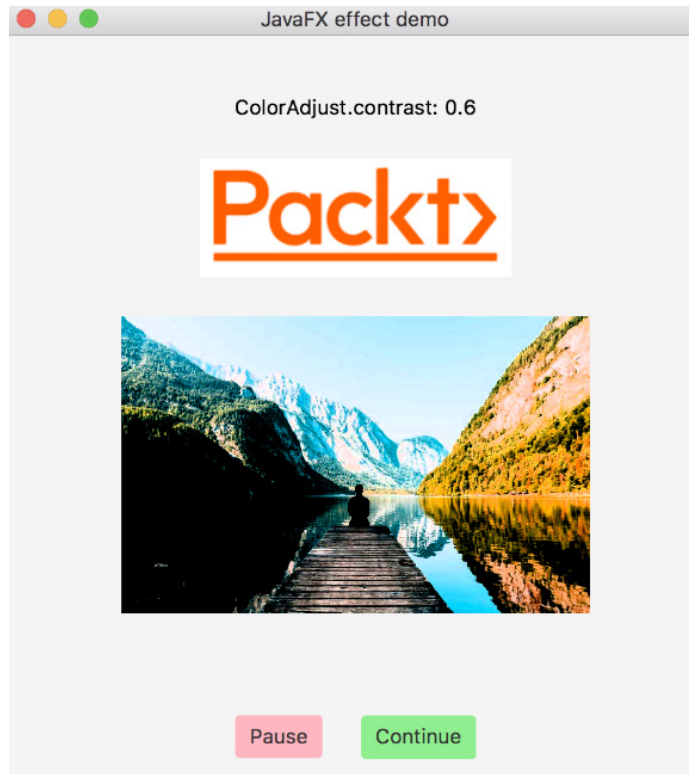 JavaFX effect demo
ColorAdjust.contrast: 0.6
Packt>
Pause
Continue